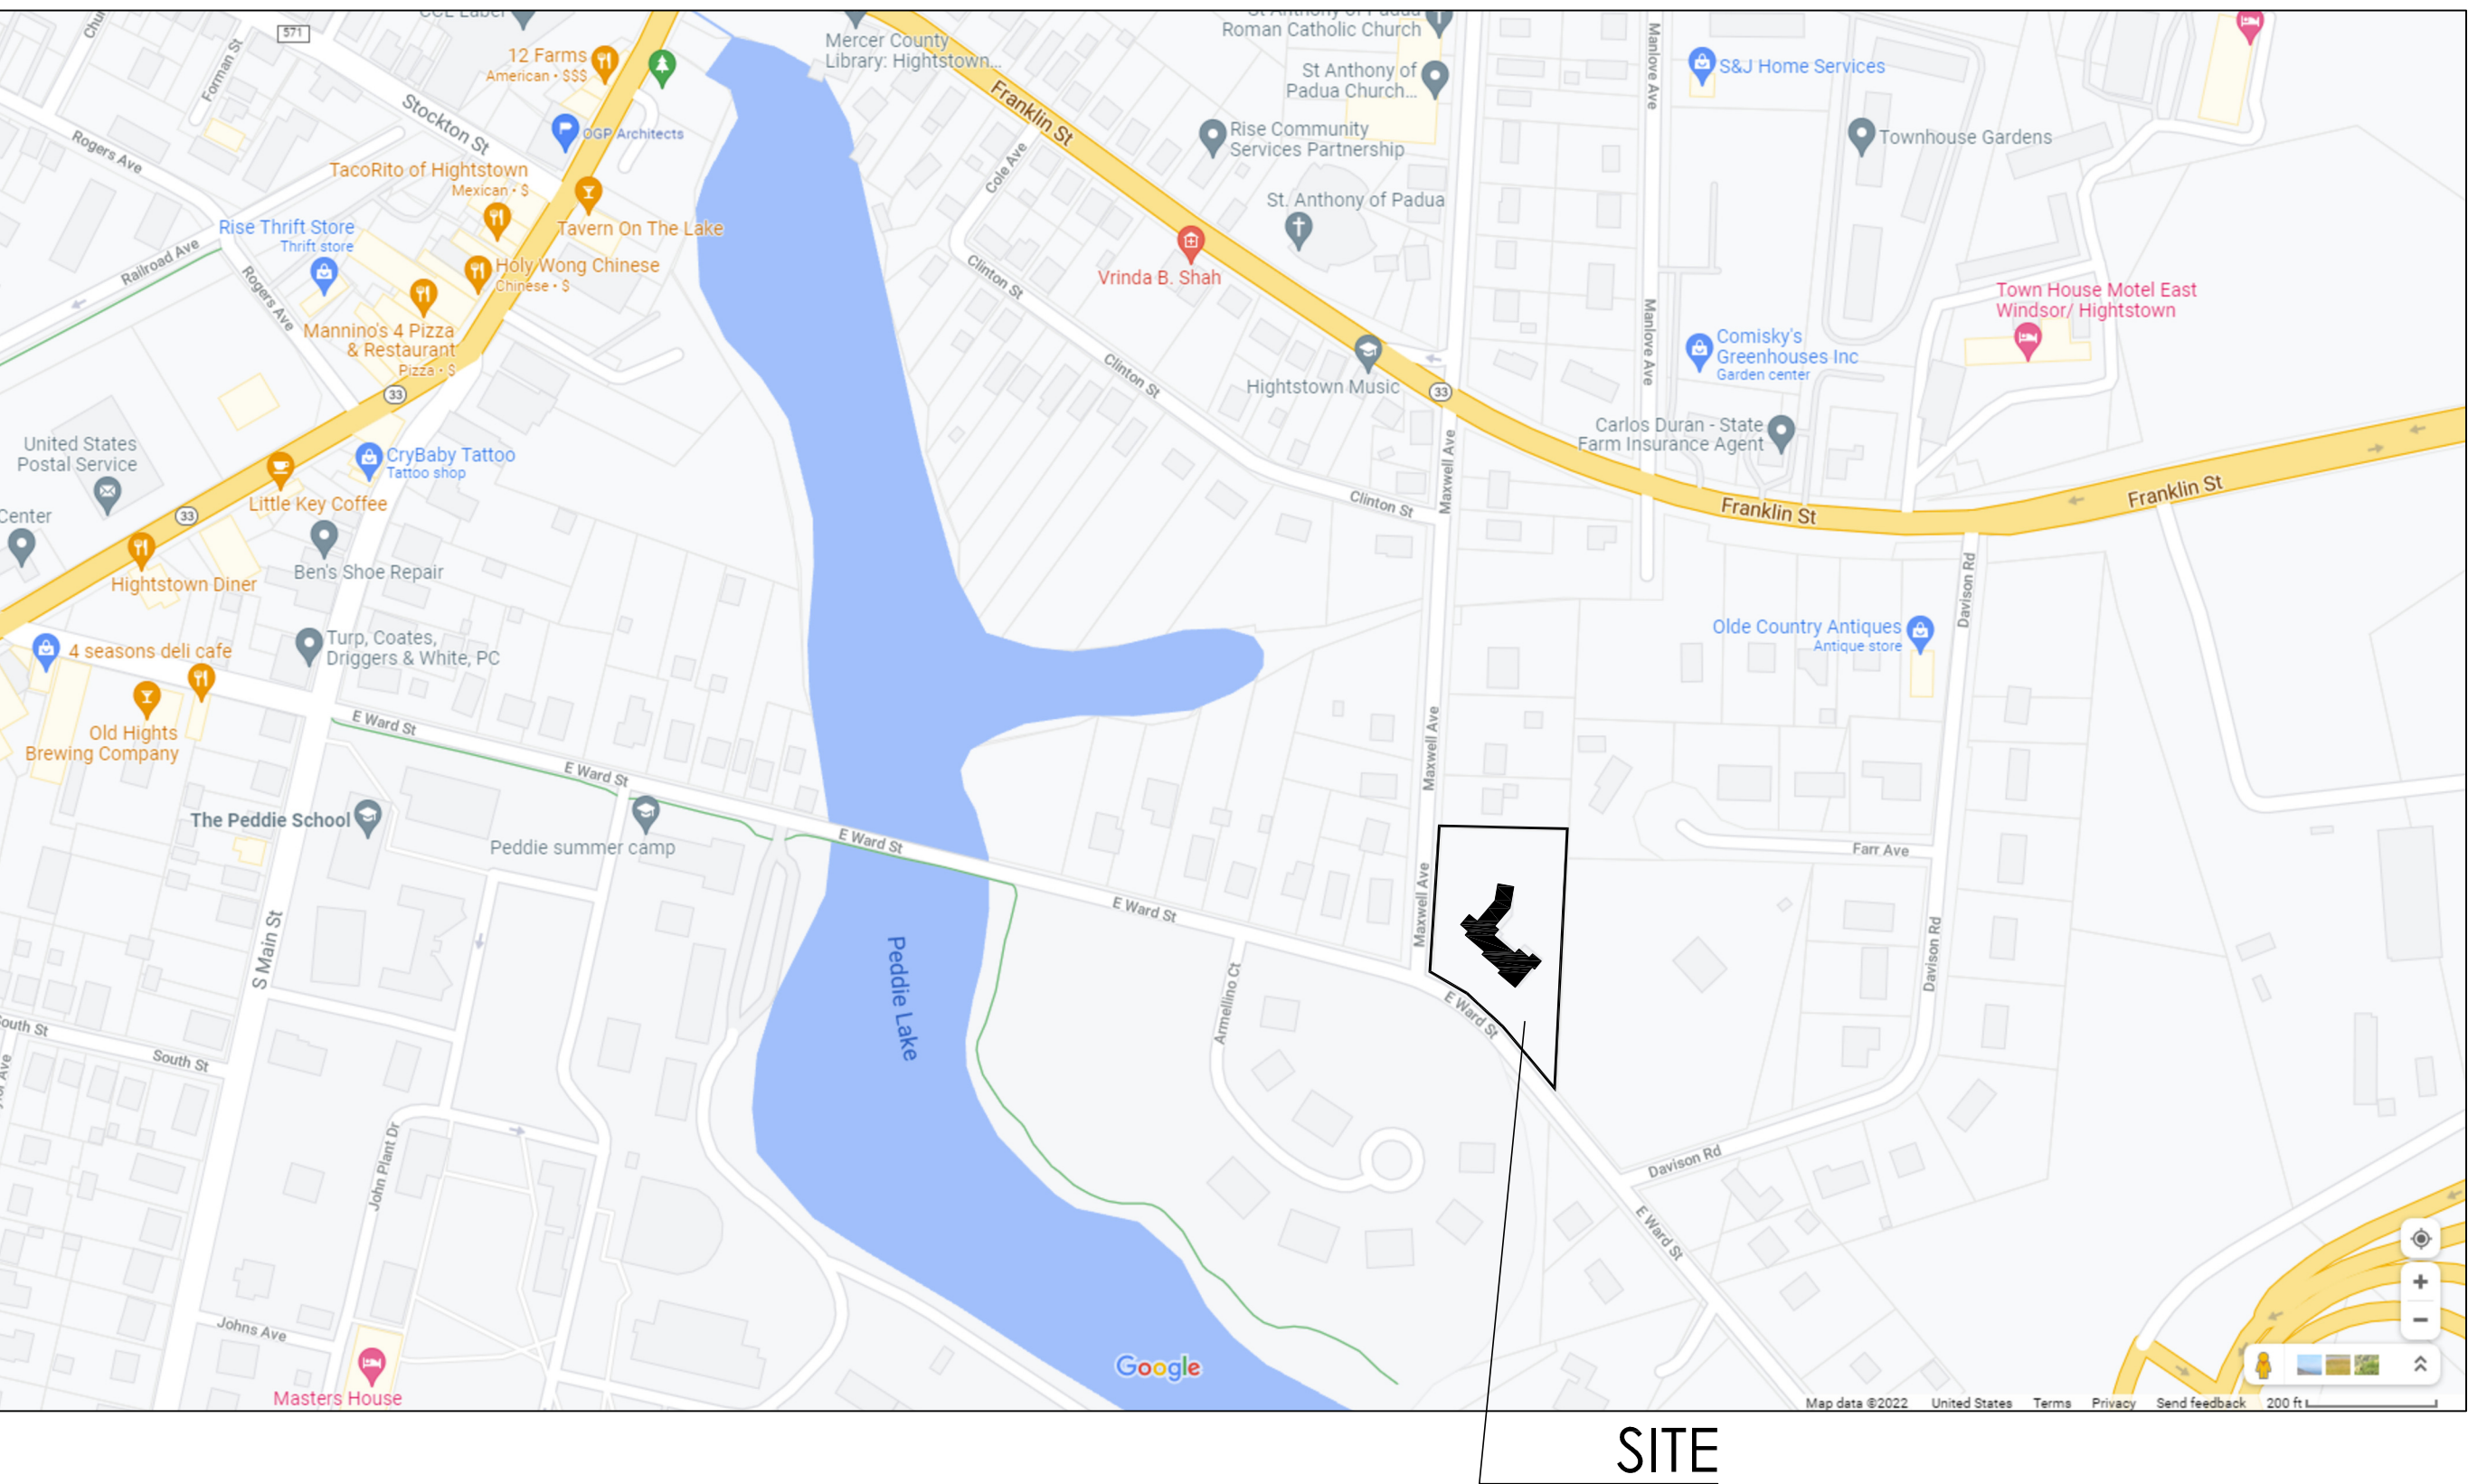 571
Forman St
Stockton St
12 Farms
American • $$$
OGP Architects
Rogers Ave
TacoRito of Hightstown
Mexican • $
Tavern On The Lake
Rise Thrift Store
Thrift store
Railroad Ave
Rogers Ave
Holy Wong Chinese
Chinese • $
Mannino's 4 Pizza
& Restaurant
Pizza • $
33
United States
Postal Service
CryBaby Tattoo
Tattoo shop
Little Key Coffee
33
Center
Hightstown Diner
Ben's Shoe Repair
Turp, Coates,
Driggers & White, PC
4 seasons deli cafe
Old Hights
Brewing Company
E Ward St
E Ward St
The Peddie School
Peddie summer camp
E Ward St
S Main St
South St
South St
John Plant Dr
Johns Ave
Masters House
Peddie Lake
Mercer County
Library: Hightstown...
Franklin St
Cole Ave
Clinton St
Clinton St
Clinton St
Roman Catholic Church
St Anthony of
Padua Church...
Rise Community
Services Partnership
St. Anthony of Padua
Vrinda B. Shah
Hightstown Music
33
Manlove Ave
Manlove Ave
S&J Home Services
Townhouse Gardens
Town House Motel East
Windsor/ Hightstown
Comisky's
Greenhouses Inc
Garden center
Carlos Duran - State
Farm Insurance Agent
Franklin St
Franklin St
Maxwell Ave
Maxwell Ave
Maxwell Ave
Davison Rd
Olde Country Antiques
Antique store
Farr Ave
Davison Rd
E Ward St
Armellino Ct
E Ward St
Davison Rd
E Ward St
Google
Map data ©2022 United States Terms Privacy Send feedback 200 ft
SITE